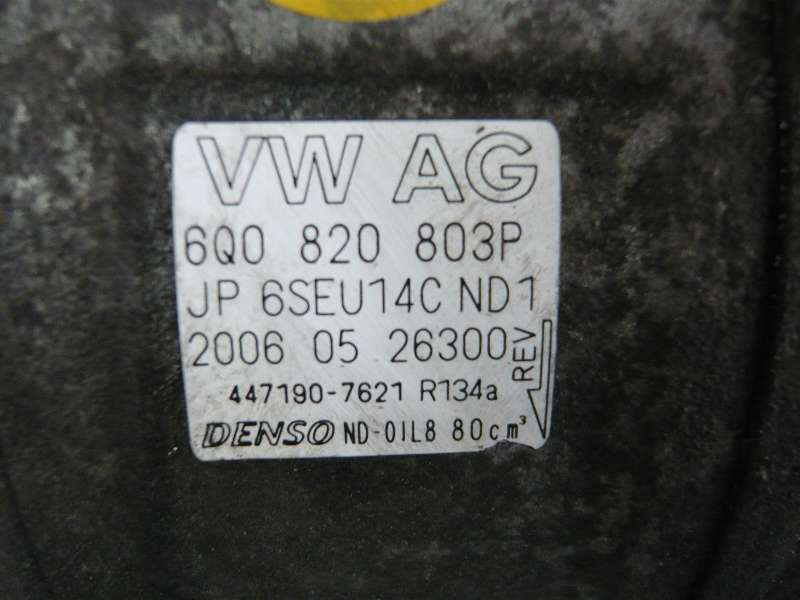 VW AG
6Q0 820 803P
JP 6SEU14C ND1
2006 05 26300
REV
447190-7621 R134a
DENSO ND-OIL8 80cm³